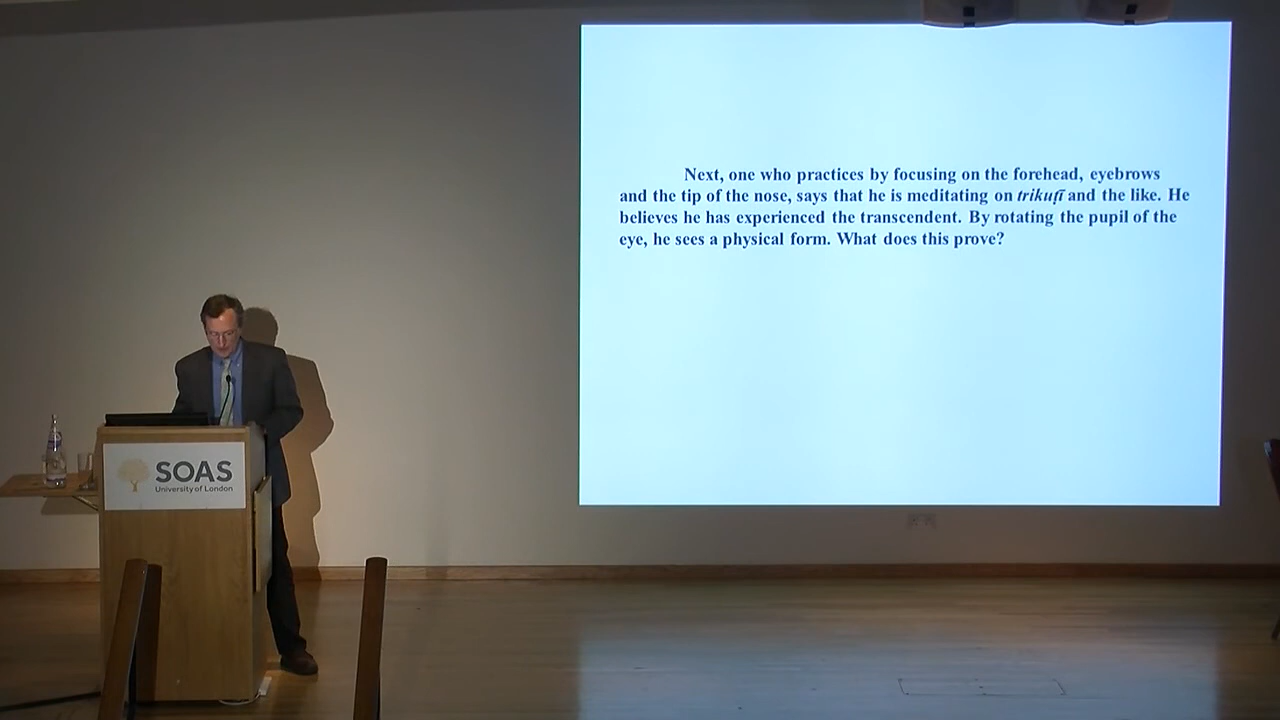 Next, one who practices by focusing on the forehead, eyebrows
and the tip of the nose, says that he is meditating on trikuṭī and the like. He
believes he has experienced the transcendent. By rotating the pupil of the
eye, he sees a physical form. What does this prove?
SOAS
University of London